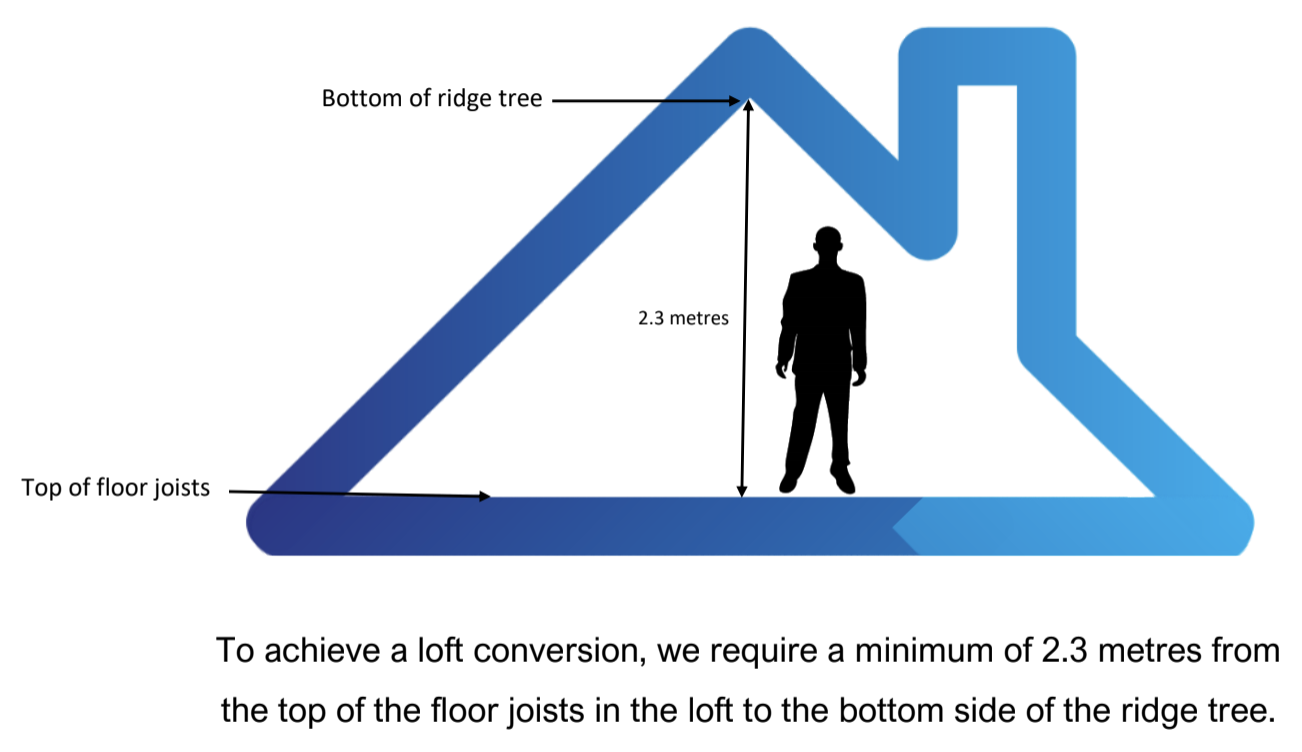 Bottom of ridge tree
2.3 metres
Top of floor joists
To achieve a loft conversion, we require a minimum of 2.3 metres from
the top of the floor joists in the loft to the bottom side of the ridge tree.